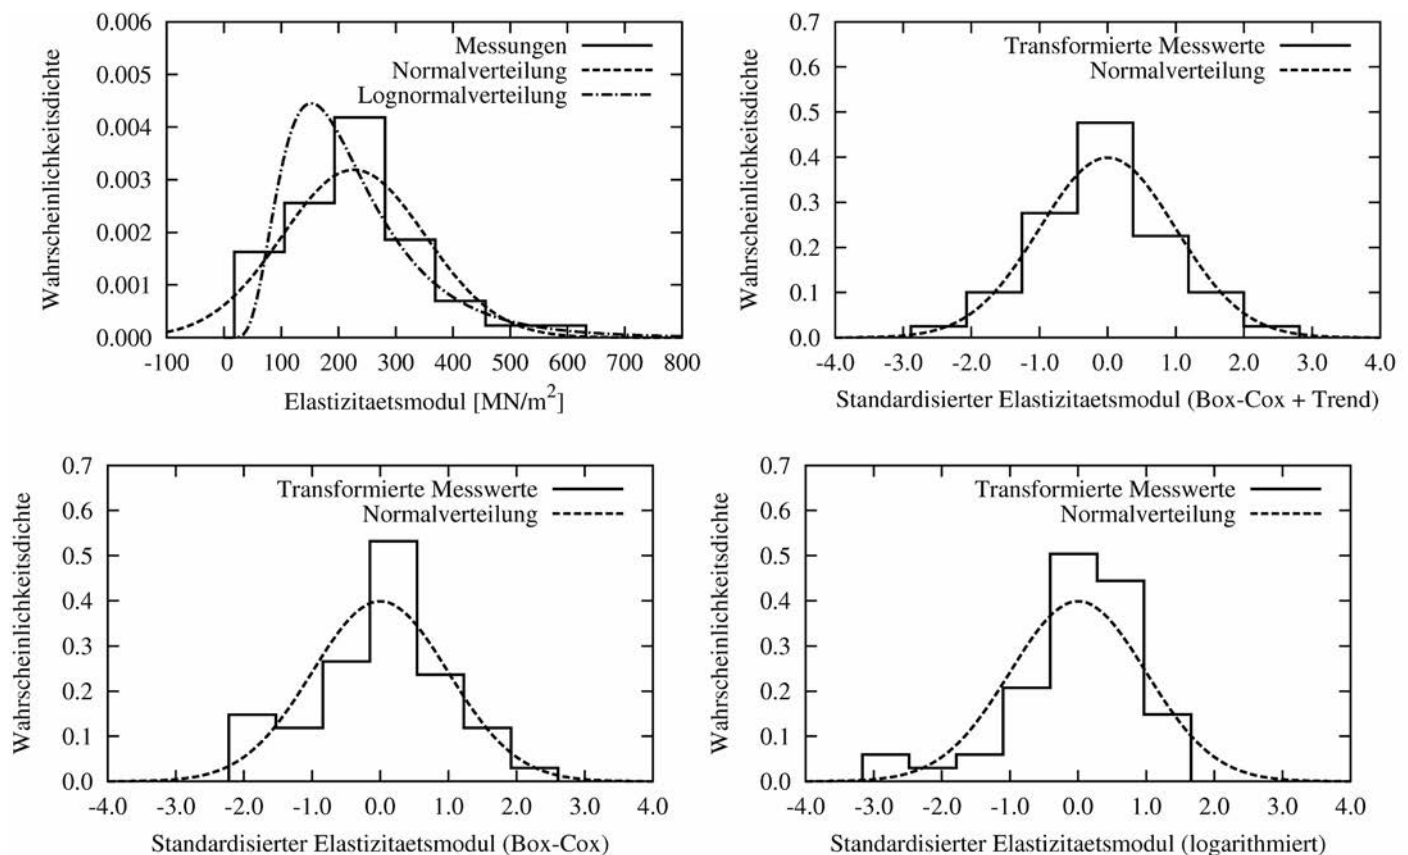 0.006
0.005
0.004
0.003
0.002
0.001
0.000
Wahrscheinlichkeitsdichte
Messungen
Normalverteilung
Lognormalverteilung
-100 0 100 200 300 400 500 600 700 800
Elastizitaetsmodul [MN/m²]
0.7
0.6
0.5
0.4
0.3
0.2
0.1
0.0
Wahrscheinlichkeitsdichte
Transformierte Messwerte
Normalverteilung
-4.0 -3.0 -2.0 -1.0 0.0 1.0 2.0 3.0 4.0
Standardisierter Elastizitaetsmodul (Box-Cox + Trend)
0.7
0.6
0.5
0.4
0.3
0.2
0.1
0.0
Wahrscheinlichkeitsdichte
Transformierte Messwerte
Normalverteilung
-4.0 -3.0 -2.0 -1.0 0.0 1.0 2.0 3.0 4.0
Standardisierter Elastizitaetsmodul (Box-Cox)
0.7
0.6
0.5
0.4
0.3
0.2
0.1
0.0
Wahrscheinlichkeitsdichte
Transformierte Messwerte
Normalverteilung
-4.0 -3.0 -2.0 -1.0 0.0 1.0 2.0 3.0 4.0
Standardisierter Elastizitaetsmodul (logarithmiert)